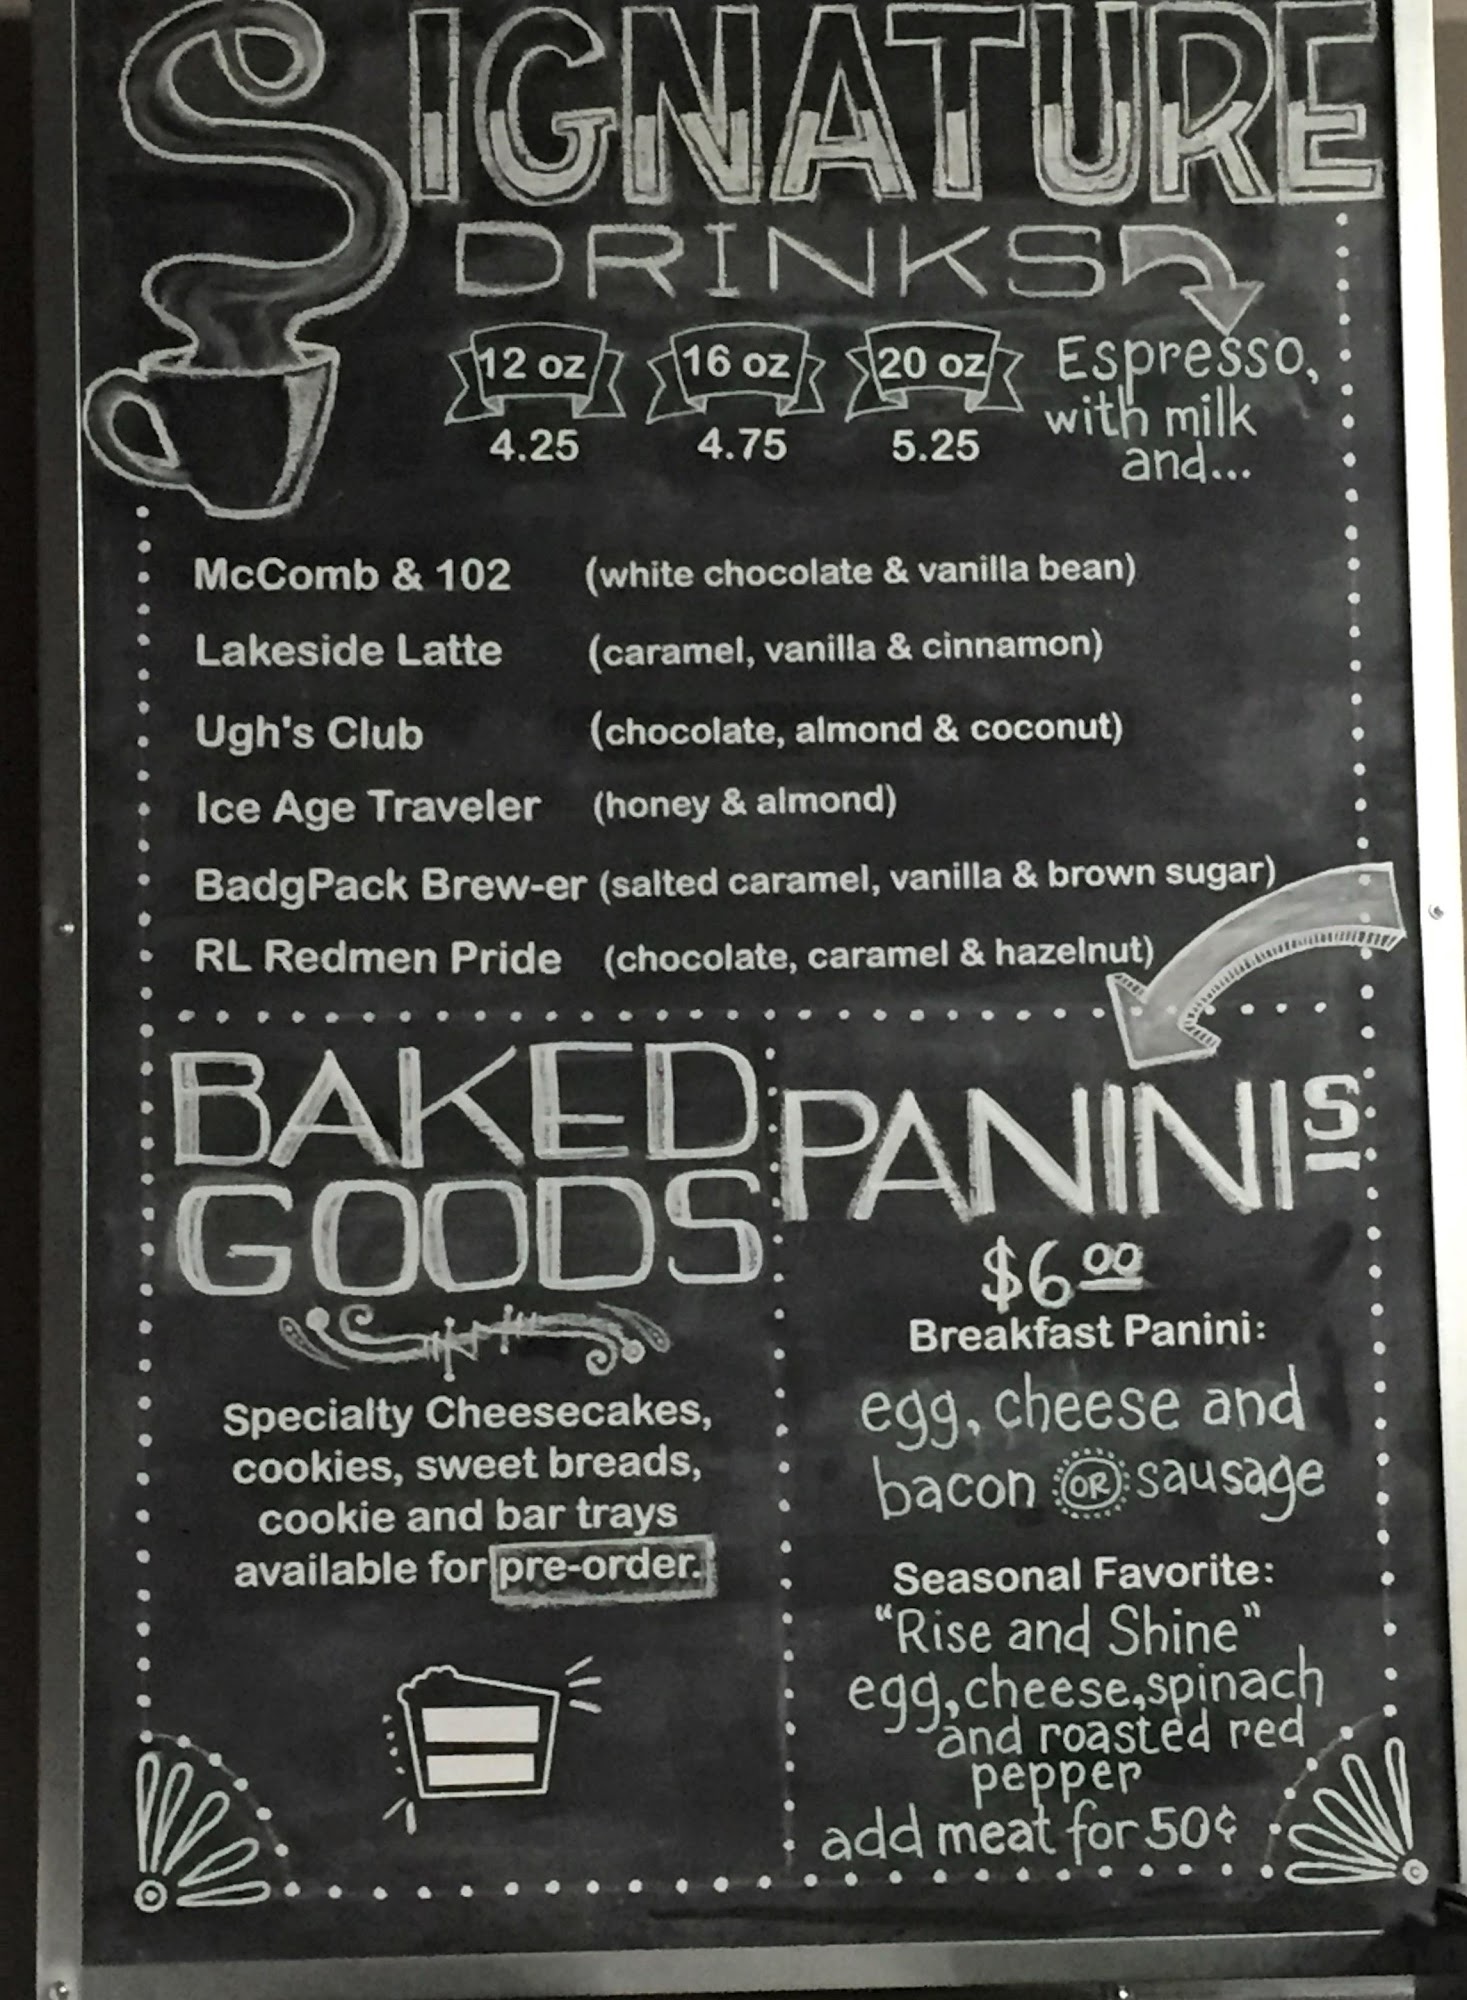 SIGNATURE
DRINKS
12 oz 16 oz 20 oz
4.25 4.75 5.25
Espresso,
with milk
and...
McComb & 102 (white chocolate & vanilla bean)
Lakeside Latte (caramel, vanilla & cinnamon)
Ugh's Club (chocolate, almond & coconut)
Ice Age Traveler (honey & almond)
BadgPack Brew-er (salted caramel, vanilla & brown sugar)
RL Redmen Pride (chocolate, caramel & hazelnut)
BAKED
GOODS
Specialty Cheesecakes,
cookies, sweet breads,
cookie and bar trays
available for pre-order.
PANINIS
$6.00
Breakfast Panini:
egg, cheese and
bacon OR sausage
Seasonal Favorite:
"Rise and Shine"
egg, cheese, spinach
and roasted red
pepper
add meat for 50¢